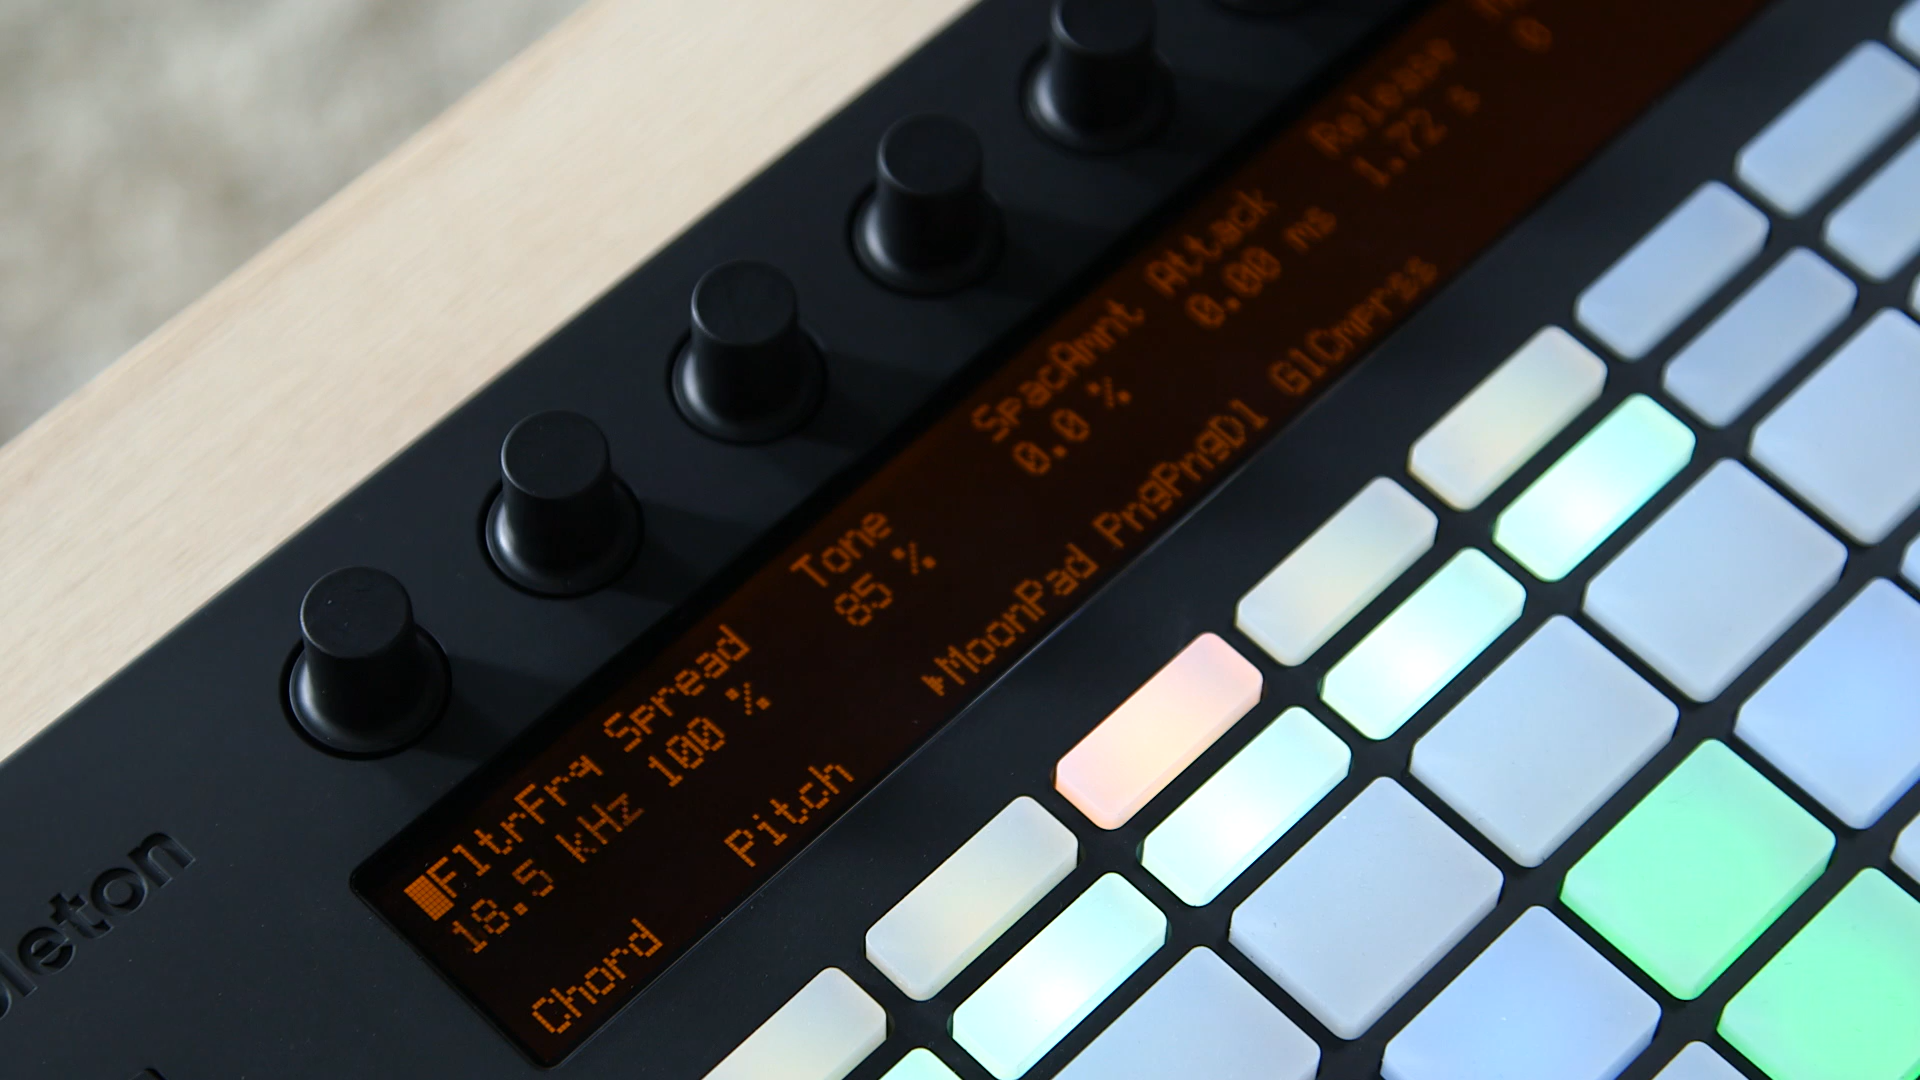 FltrFrq Spread Tone SpacAmnt Attack Release
18.5 kHz 100 % 85 % 0.0 % 0.00 ms 1.72 s 0
Chord Pitch ▶MoonPad PngPngDl GlCmprss
leton